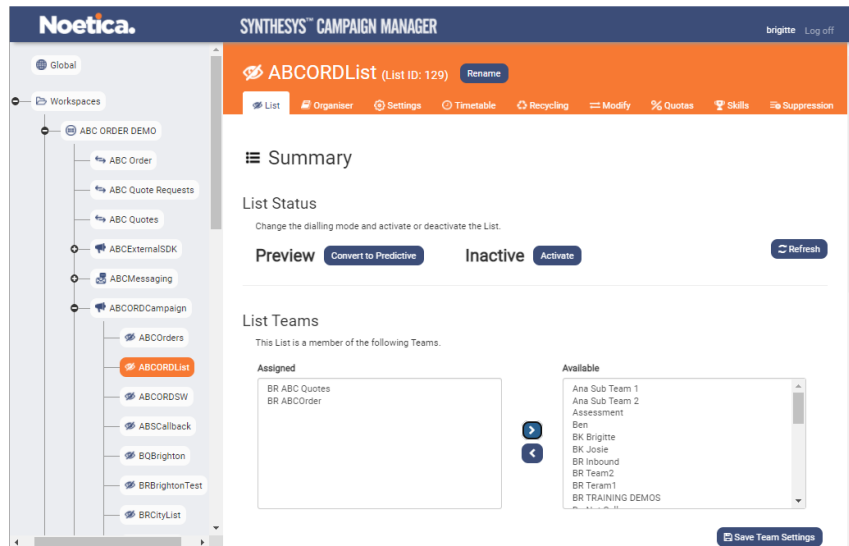 Noetica.
SYNTHESYS™ CAMPAIGN MANAGER
brigitte Log off
Global
Workspaces
ABC ORDER DEMO
ABC Order
ABC Quote Requests
ABC Quotes
ABCExternalSDK
ABCMessaging
ABCORDCampaign
ABCOrders
ABCORDList
ABCORDSW
ABSCallback
BQBrighton
BRBrightonTest
BRCityList
ABCORDList (List ID: 129) Rename
List Organiser Settings Timetable Recycling Modify Quotas Skills Suppression
Summary
List Status
Change the dialling mode and activate or deactivate the List.
Preview Convert to Predictive Inactive Activate Refresh
List Teams
This List is a member of the following Teams.
Assigned
BR ABC Quotes
BR ABCOrder
Available
Ana Sub Team 1
Ana Sub Team 2
Assessment
Ben
BK Brigitte
BK Josie
BR Inbound
BR Team2
BR Teram1
BR TRAINING DEMOS
Save Team Settings